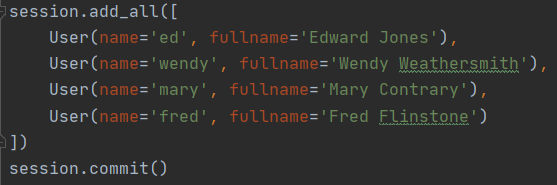 session.add_all([
    User(name='ed', fullname='Edward Jones'),
    User(name='wendy', fullname='Wendy Weathersmith'),
    User(name='mary', fullname='Mary Contrary'),
    User(name='fred', fullname='Fred Flinstone')
])
session.commit()